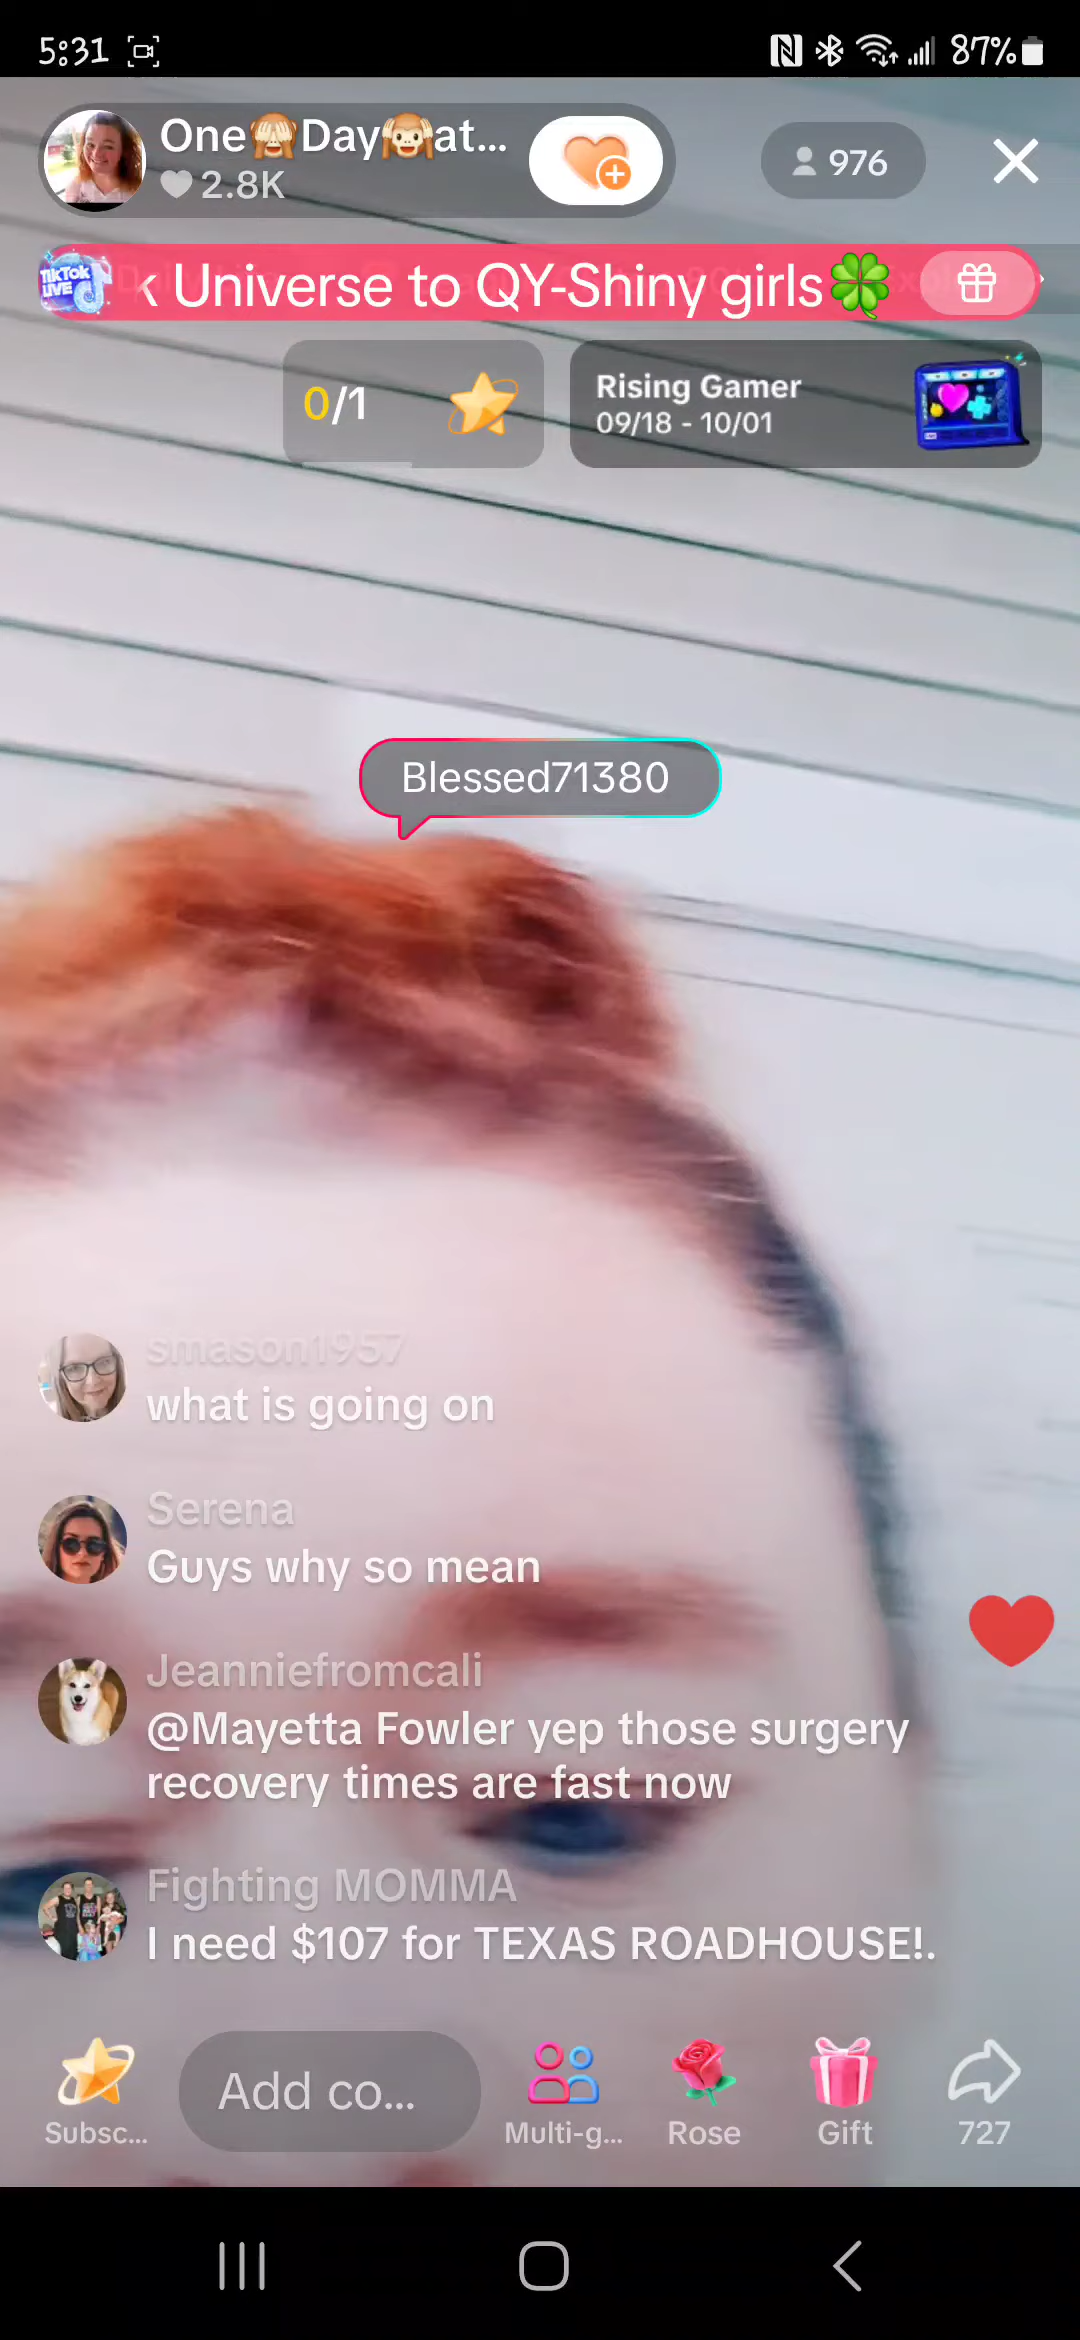 5:31
87%
One🙈Day🙉at...
2.8K
976
TikTok
LIVE
k Universe to QY-Shiny girls🍀
0/1
Rising Gamer
09/18 - 10/01
Blessed71380
smason1957
what is going on
Serena
Guys why so mean
Jeanniefromcali
@Mayetta Fowler yep those surgery
recovery times are fast now
Fighting MOMMA
I need $107 for TEXAS ROADHOUSE!.
Add co...
Subsc...
Multi-g...
Rose
Gift
727